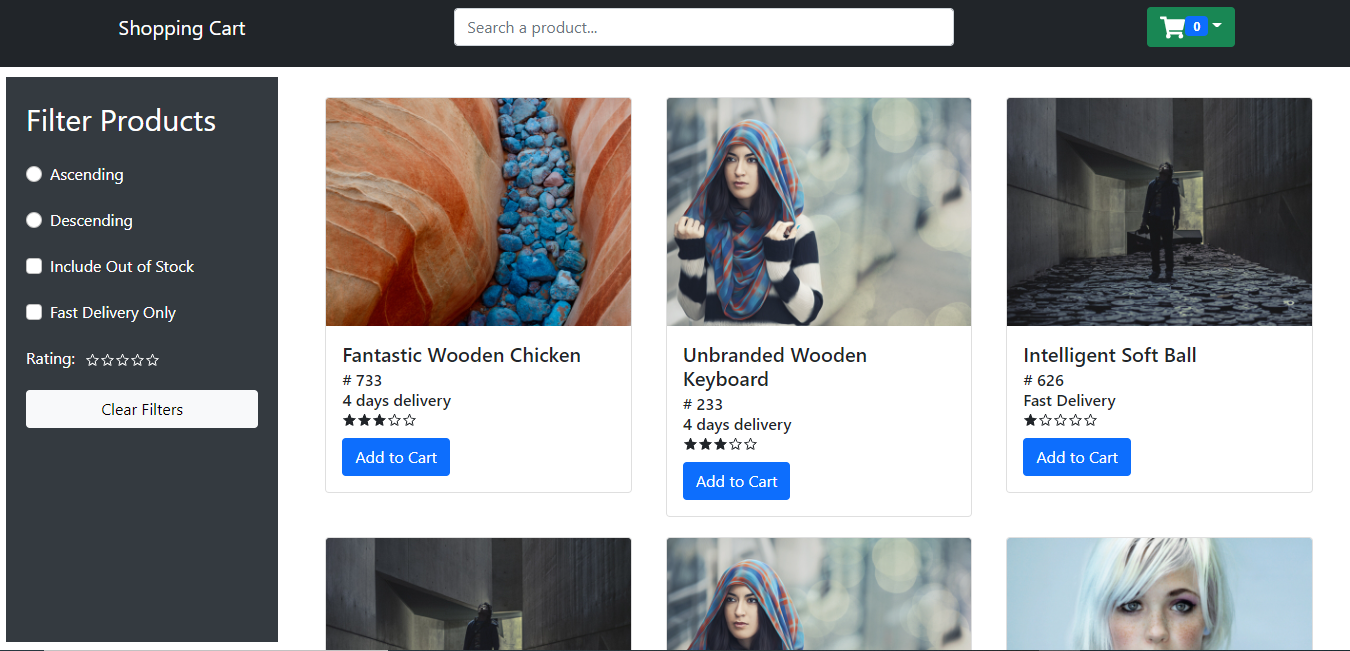 Shopping Cart
Search a product...
0
Filter Products
Ascending
Descending
Include Out of Stock
Fast Delivery Only
Rating:
Clear Filters
Fantastic Wooden Chicken
# 733
4 days delivery
Add to Cart
Unbranded Wooden
Keyboard
# 233
4 days delivery
Add to Cart
Intelligent Soft Ball
# 626
Fast Delivery
Add to Cart